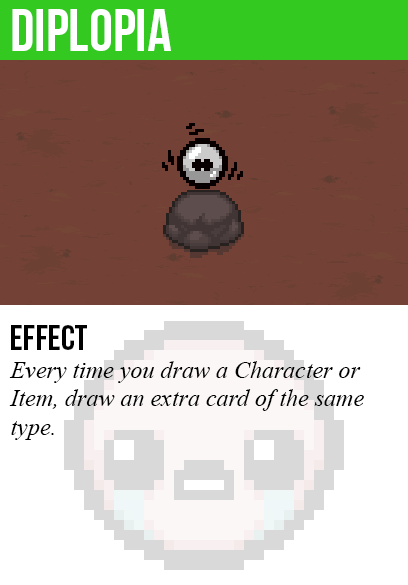 DIPLOPIA
EFFECT
Every time you draw a Character or
Item, draw an extra card of the same
type.